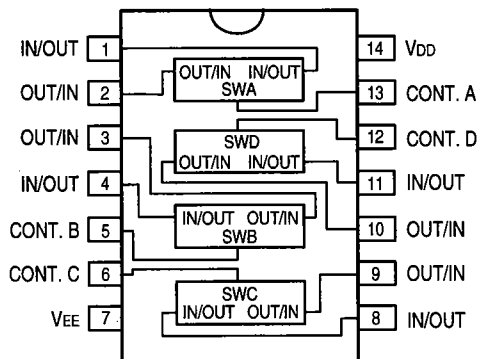 IN/OUT 1
OUT/IN 2
OUT/IN 3
IN/OUT 4
CONT. B 5
CONT. C 6
VEE 7
OUT/IN IN/OUT
SWA
SWD
OUT/IN IN/OUT
IN/OUT OUT/IN
SWB
SWC
IN/OUT OUT/IN
14 VDD
13 CONT. A
12 CONT. D
11 IN/OUT
10 OUT/IN
9 OUT/IN
8 IN/OUT